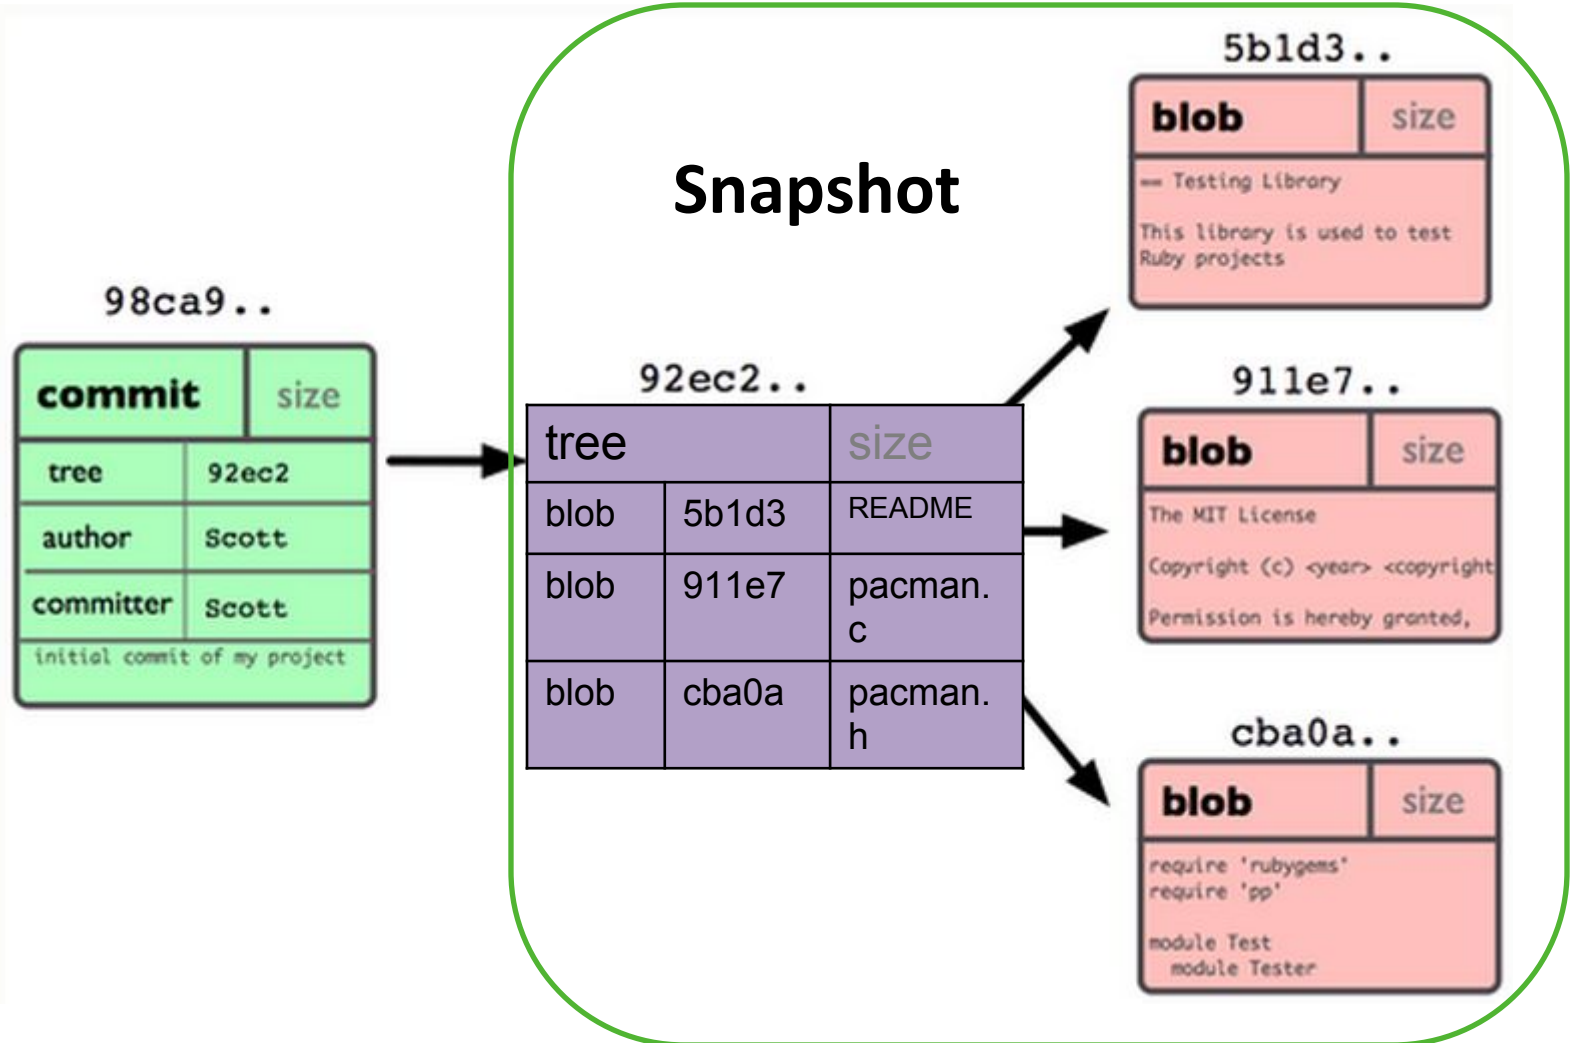 Snapshot
98ca9..
commit size
tree 92ec2
author Scott
committer Scott
initial commit of my project
92ec2..
tree size
blob 5b1d3 README
blob 911e7 pacman.
c
blob cba0a pacman.
h
5b1d3..
blob size
== Testing Library
This library is used to test
Ruby projects
911e7..
blob size
The MIT License
Copyright (c) <year> <copyright
Permission is hereby granted,
cba0a..
blob size
require 'rubygems'
require 'pp'
module Test
module Tester